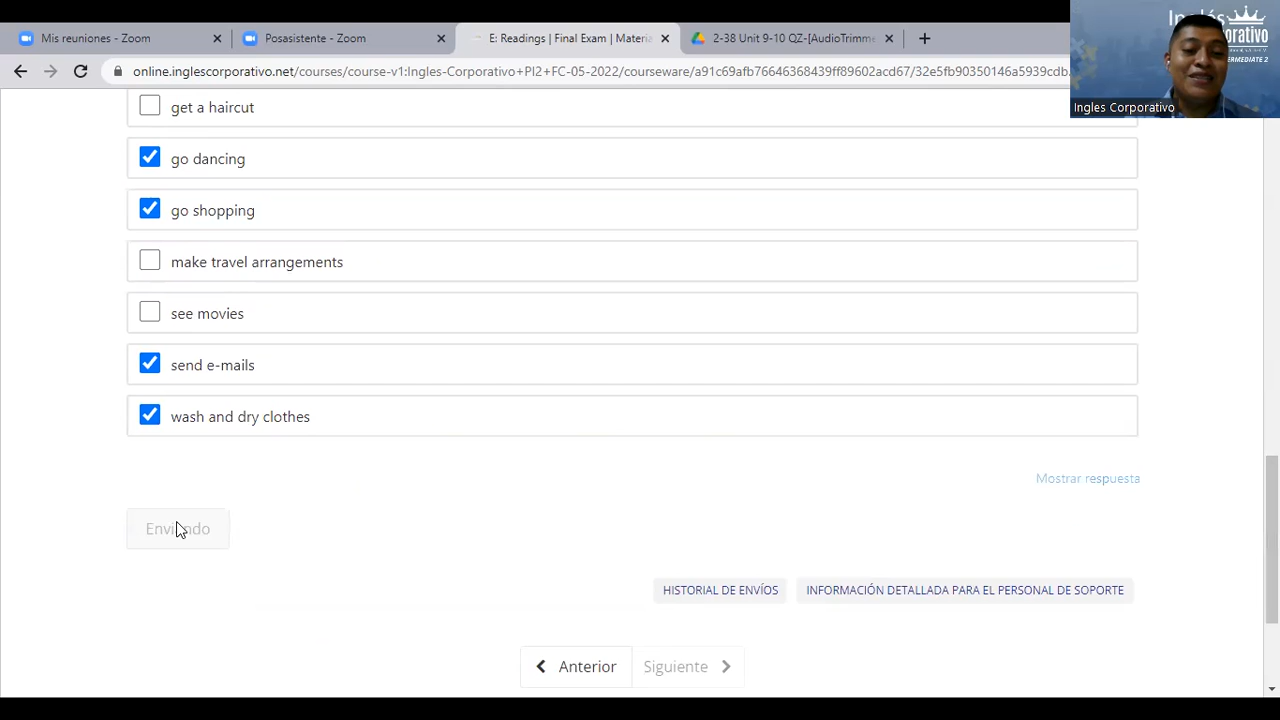 Mis reuniones - Zoom
Posasistente - Zoom
E: Readings | Final Exam | Materia
2-38 Unit 9-10 QZ-[AudioTrimme
online.inglescorporativo.net/courses/course-v1:Ingles-Corporativo+PI2+FC-05-2022/courseware/a91c69afb76646368439ff89602acd67/32e5fb90350146a5939cdb.
Inglés
Ingles Corporativo
get a haircut
go dancing
go shopping
make travel arrangements
see movies
send e-mails
wash and dry clothes
Mostrar respuesta
Enviando
HISTORIAL DE ENVÍOS
INFORMACIÓN DETALLADA PARA EL PERSONAL DE SOPORTE
Anterior
Siguiente